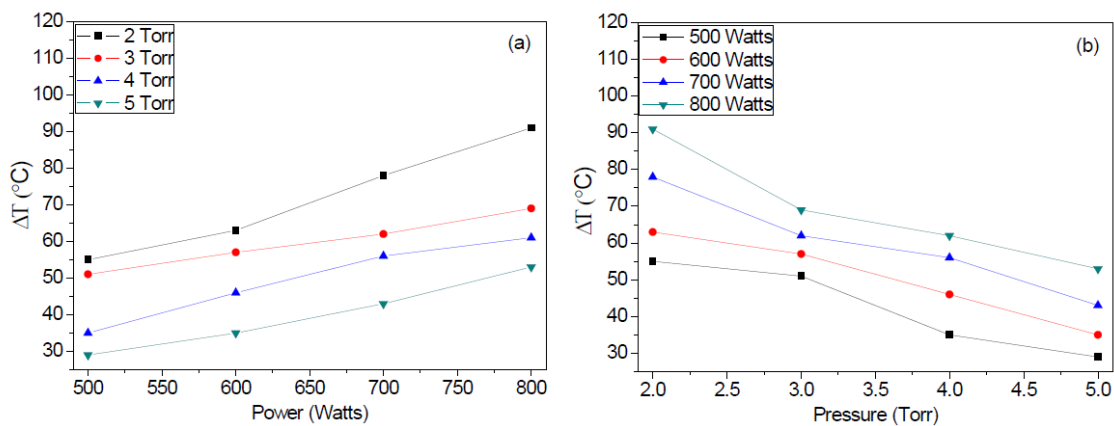 120
110
100
90
80
70
60
50
40
30
ΔT (°C)
2 Torr
3 Torr
4 Torr
5 Torr
(a)
500 550 600 650 700 750 800
Power (Watts)
120
110
100
90
80
70
60
50
40
30
ΔT (°C)
500 Watts
600 Watts
700 Watts
800 Watts
(b)
2.0 2.5 3.0 3.5 4.0 4.5 5.0
Pressure (Torr)